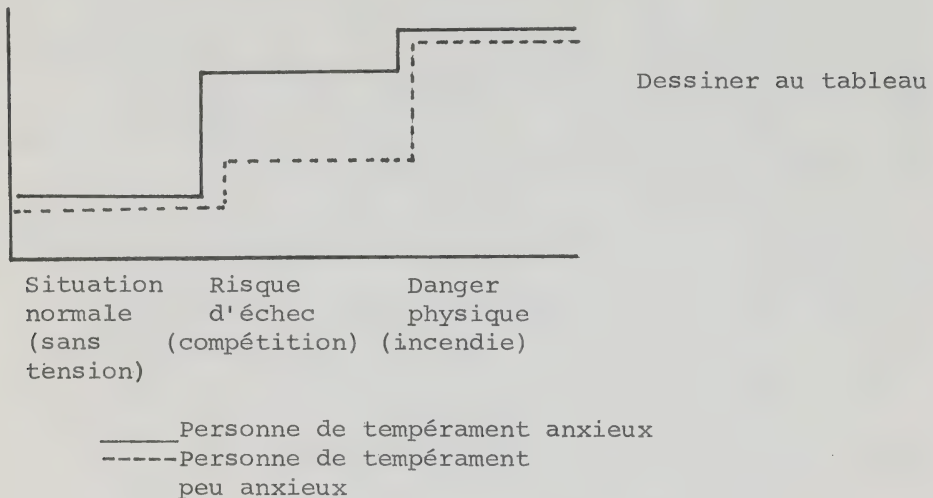 Dessiner au tableau
Situation Risque Danger
normale d'échec physique
(sans (compétition) (incendie)
tension)
Personne de tempérament anxieux
Personne de tempérament
peu anxieux